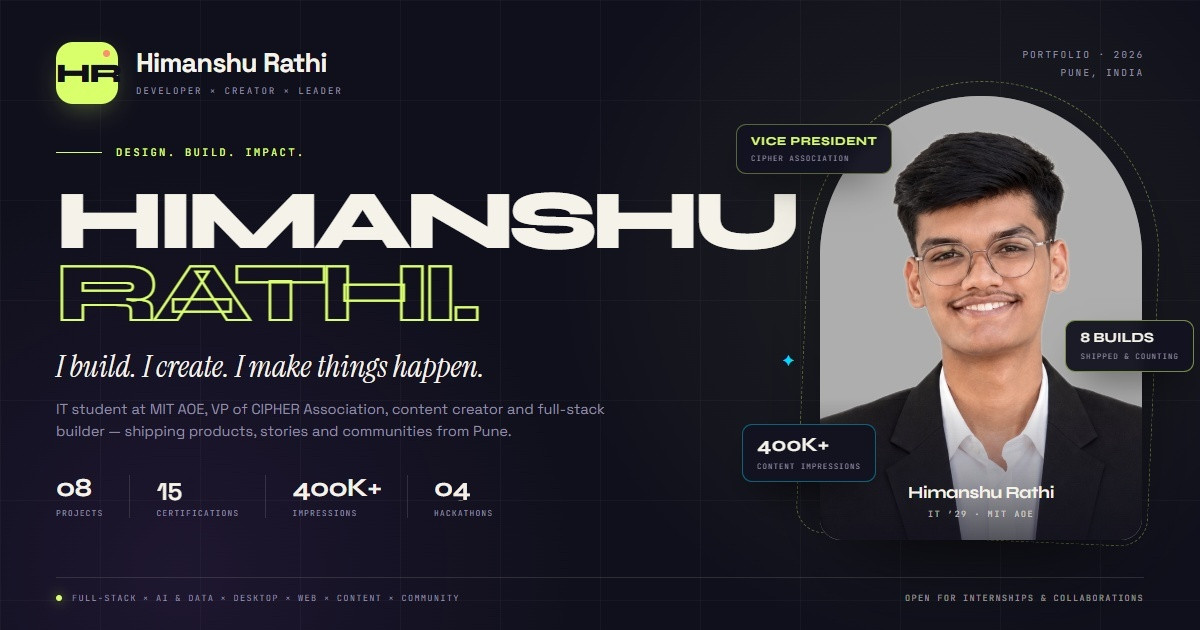 HR
Himanshu Rathi
DEVELOPER × CREATOR × LEADER
PORTFOLIO · 2026
PUNE, INDIA
DESIGN. BUILD. IMPACT.
HIMANSHU
RATHI.
I build. I create. I make things happen.
IT student at MIT AOE, VP of CIPHER Association, content creator and full-stack
builder — shipping products, stories and communities from Pune.
08
PROJECTS
15
CERTIFICATIONS
400K+
IMPRESSIONS
04
HACKATHONS
VICE PRESIDENT
CIPHER ASSOCIATION
8 BUILDS
SHIPPED & COUNTING
400K+
CONTENT IMPRESSIONS
Himanshu Rathi
IT '29 · MIT AOE
FULL-STACK × AI & DATA × DESKTOP × WEB × CONTENT × COMMUNITY
OPEN FOR INTERNSHIPS & COLLABORATIONS